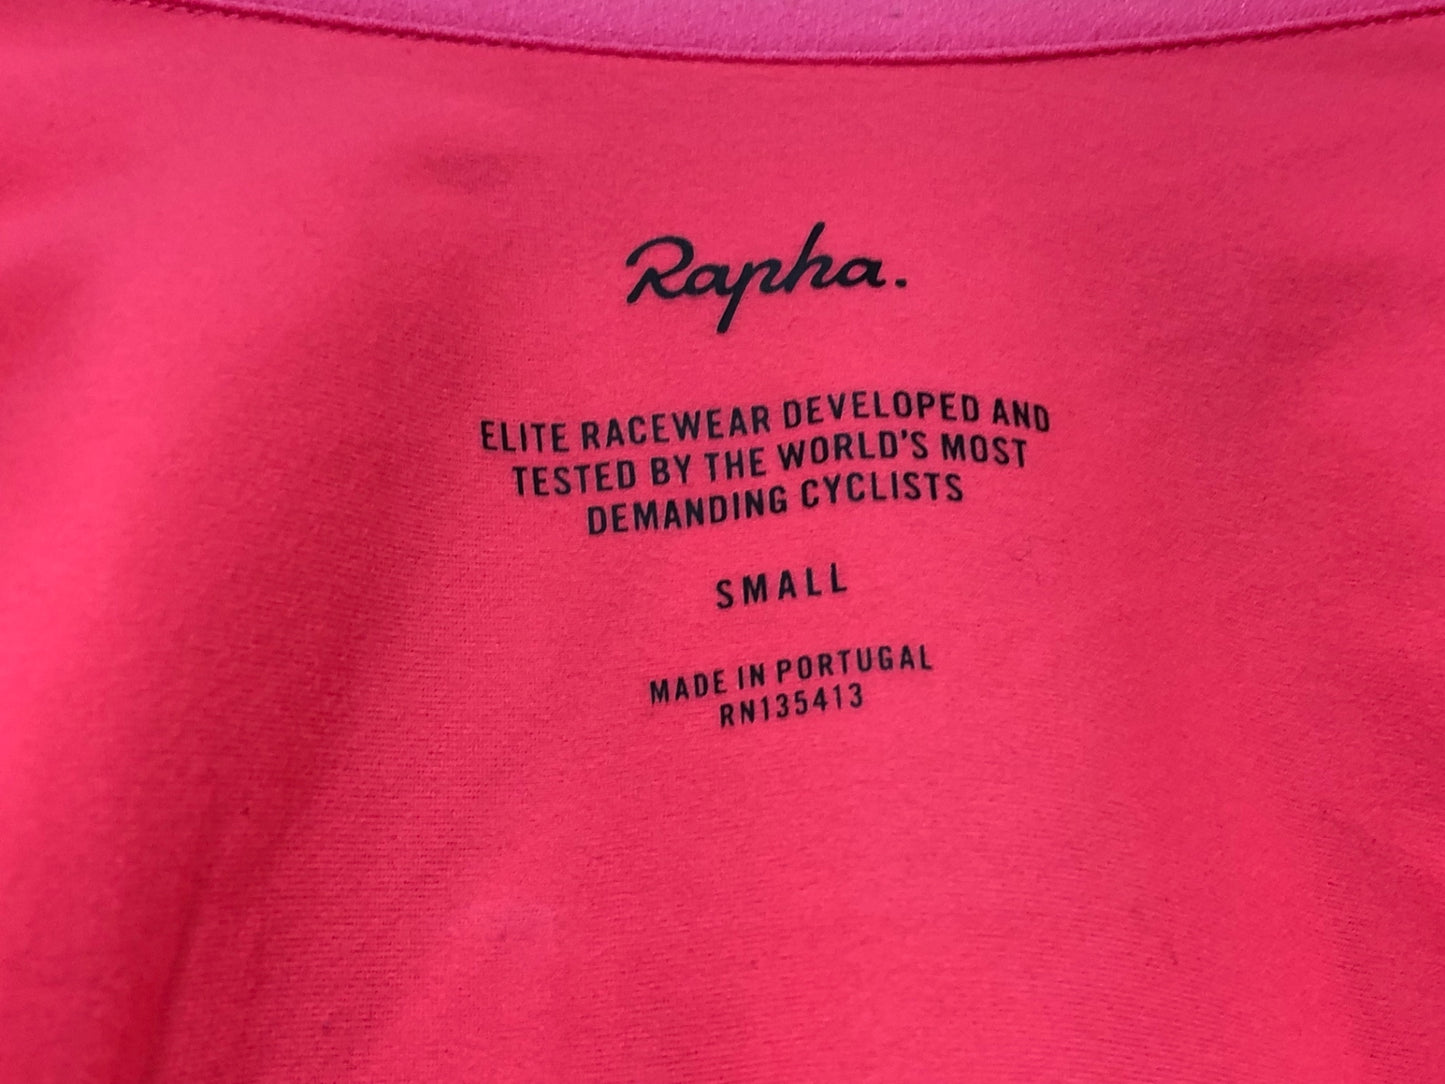 Rapha.
ELITE RACEWEAR DEVELOPED AND
TESTED BY THE WORLD'S MOST
DEMANDING CYCLISTS
SMALL
MADE IN PORTUGAL
RN135413